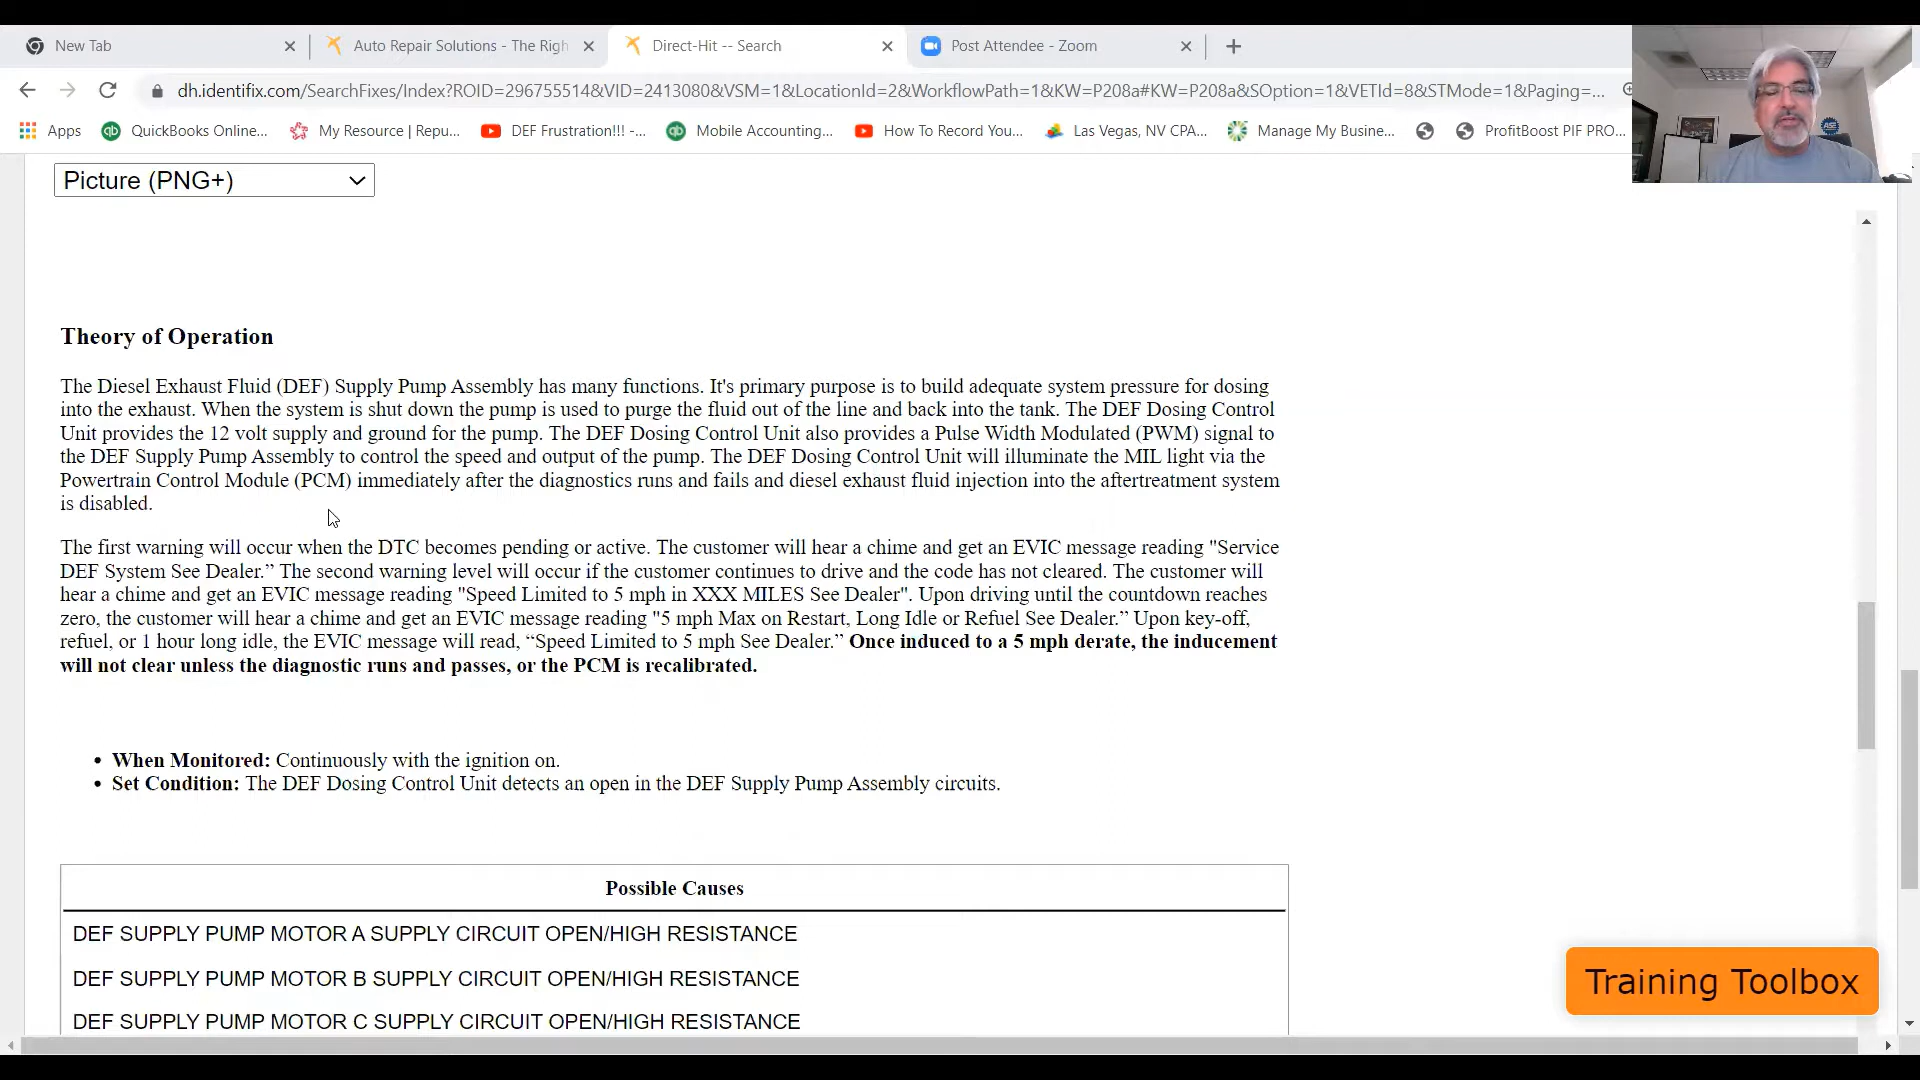 New Tab
Auto Repair Solutions - The Righ
Direct-Hit -- Search
Post Attendee - Zoom
dh.identifix.com/SearchFixes/Index?ROID=296755514&VID=2413080&VSM=1&LocationId=2&WorkflowPath=1&KW=P208a#KW=P208a&SOption=1&VETId=8&STMode=1&Paging=...
Apps
QuickBooks Online...
My Resource | Repu...
DEF Frustration!!! -...
Mobile Accounting...
How To Record You...
Las Vegas, NV CPA...
Manage My Busine...
ProfitBoost PIF PRO...
Picture (PNG+)
Theory of Operation
The Diesel Exhaust Fluid (DEF) Supply Pump Assembly has many functions. It's primary purpose is to build adequate system pressure for dosing
into the exhaust. When the system is shut down the pump is used to purge the fluid out of the line and back into the tank. The DEF Dosing Control
Unit provides the 12 volt supply and ground for the pump. The DEF Dosing Control Unit also provides a Pulse Width Modulated (PWM) signal to
the DEF Supply Pump Assembly to control the speed and output of the pump. The DEF Dosing Control Unit will illuminate the MIL light via the
Powertrain Control Module (PCM) immediately after the diagnostics runs and fails and diesel exhaust fluid injection into the aftertreatment system
is disabled.
The first warning will occur when the DTC becomes pending or active. The customer will hear a chime and get an EVIC message reading "Service
DEF System See Dealer.” The second warning level will occur if the customer continues to drive and the code has not cleared. The customer will
hear a chime and get an EVIC message reading "Speed Limited to 5 mph in XXX MILES See Dealer". Upon driving until the countdown reaches
zero, the customer will hear a chime and get an EVIC message reading "5 mph Max on Restart, Long Idle or Refuel See Dealer.” Upon key-off,
refuel, or 1 hour long idle, the EVIC message will read, “Speed Limited to 5 mph See Dealer.” Once induced to a 5 mph derate, the inducement
will not clear unless the diagnostic runs and passes, or the PCM is recalibrated.
• When Monitored: Continuously with the ignition on.
• Set Condition: The DEF Dosing Control Unit detects an open in the DEF Supply Pump Assembly circuits.
Possible Causes
DEF SUPPLY PUMP MOTOR A SUPPLY CIRCUIT OPEN/HIGH RESISTANCE
DEF SUPPLY PUMP MOTOR B SUPPLY CIRCUIT OPEN/HIGH RESISTANCE
DEF SUPPLY PUMP MOTOR C SUPPLY CIRCUIT OPEN/HIGH RESISTANCE
Training Toolbox